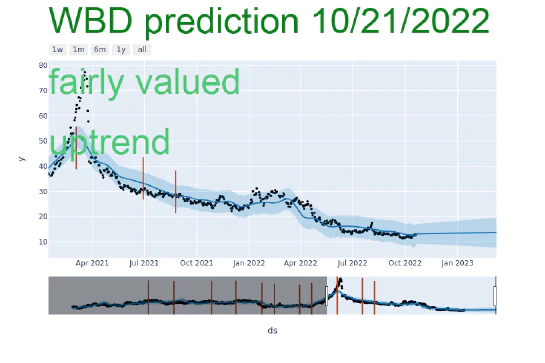 WBD prediction 10/21/2022
1w 1m 6m 1y all
fairly valued
uptrend
80
70
60
50
40
30
20
10
y
Apr 2021 Jul 2021 Oct 2021 Jan 2022 Apr 2022 Jul 2022 Oct 2022 Jan 2023
ds